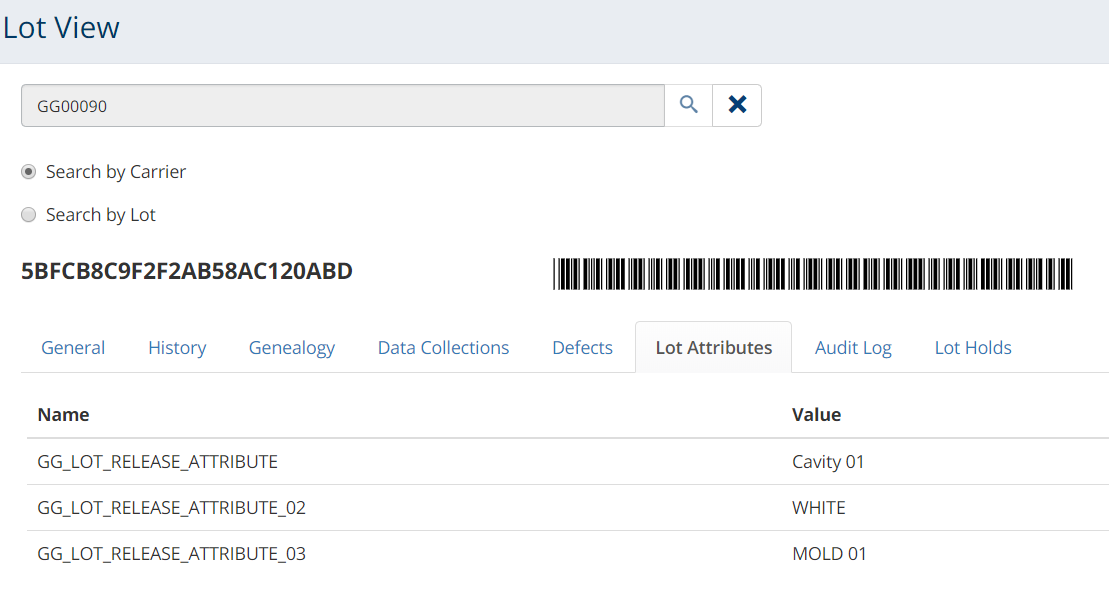 Lot View
GG00090
Search by Carrier
Search by Lot
5BFCB8C9F2F2AB58AC120ABD
General History Genealogy Data Collections Defects Lot Attributes Audit Log Lot Holds
Name Value
GG_LOT_RELEASE_ATTRIBUTE Cavity 01
GG_LOT_RELEASE_ATTRIBUTE_02 WHITE
GG_LOT_RELEASE_ATTRIBUTE_03 MOLD 01